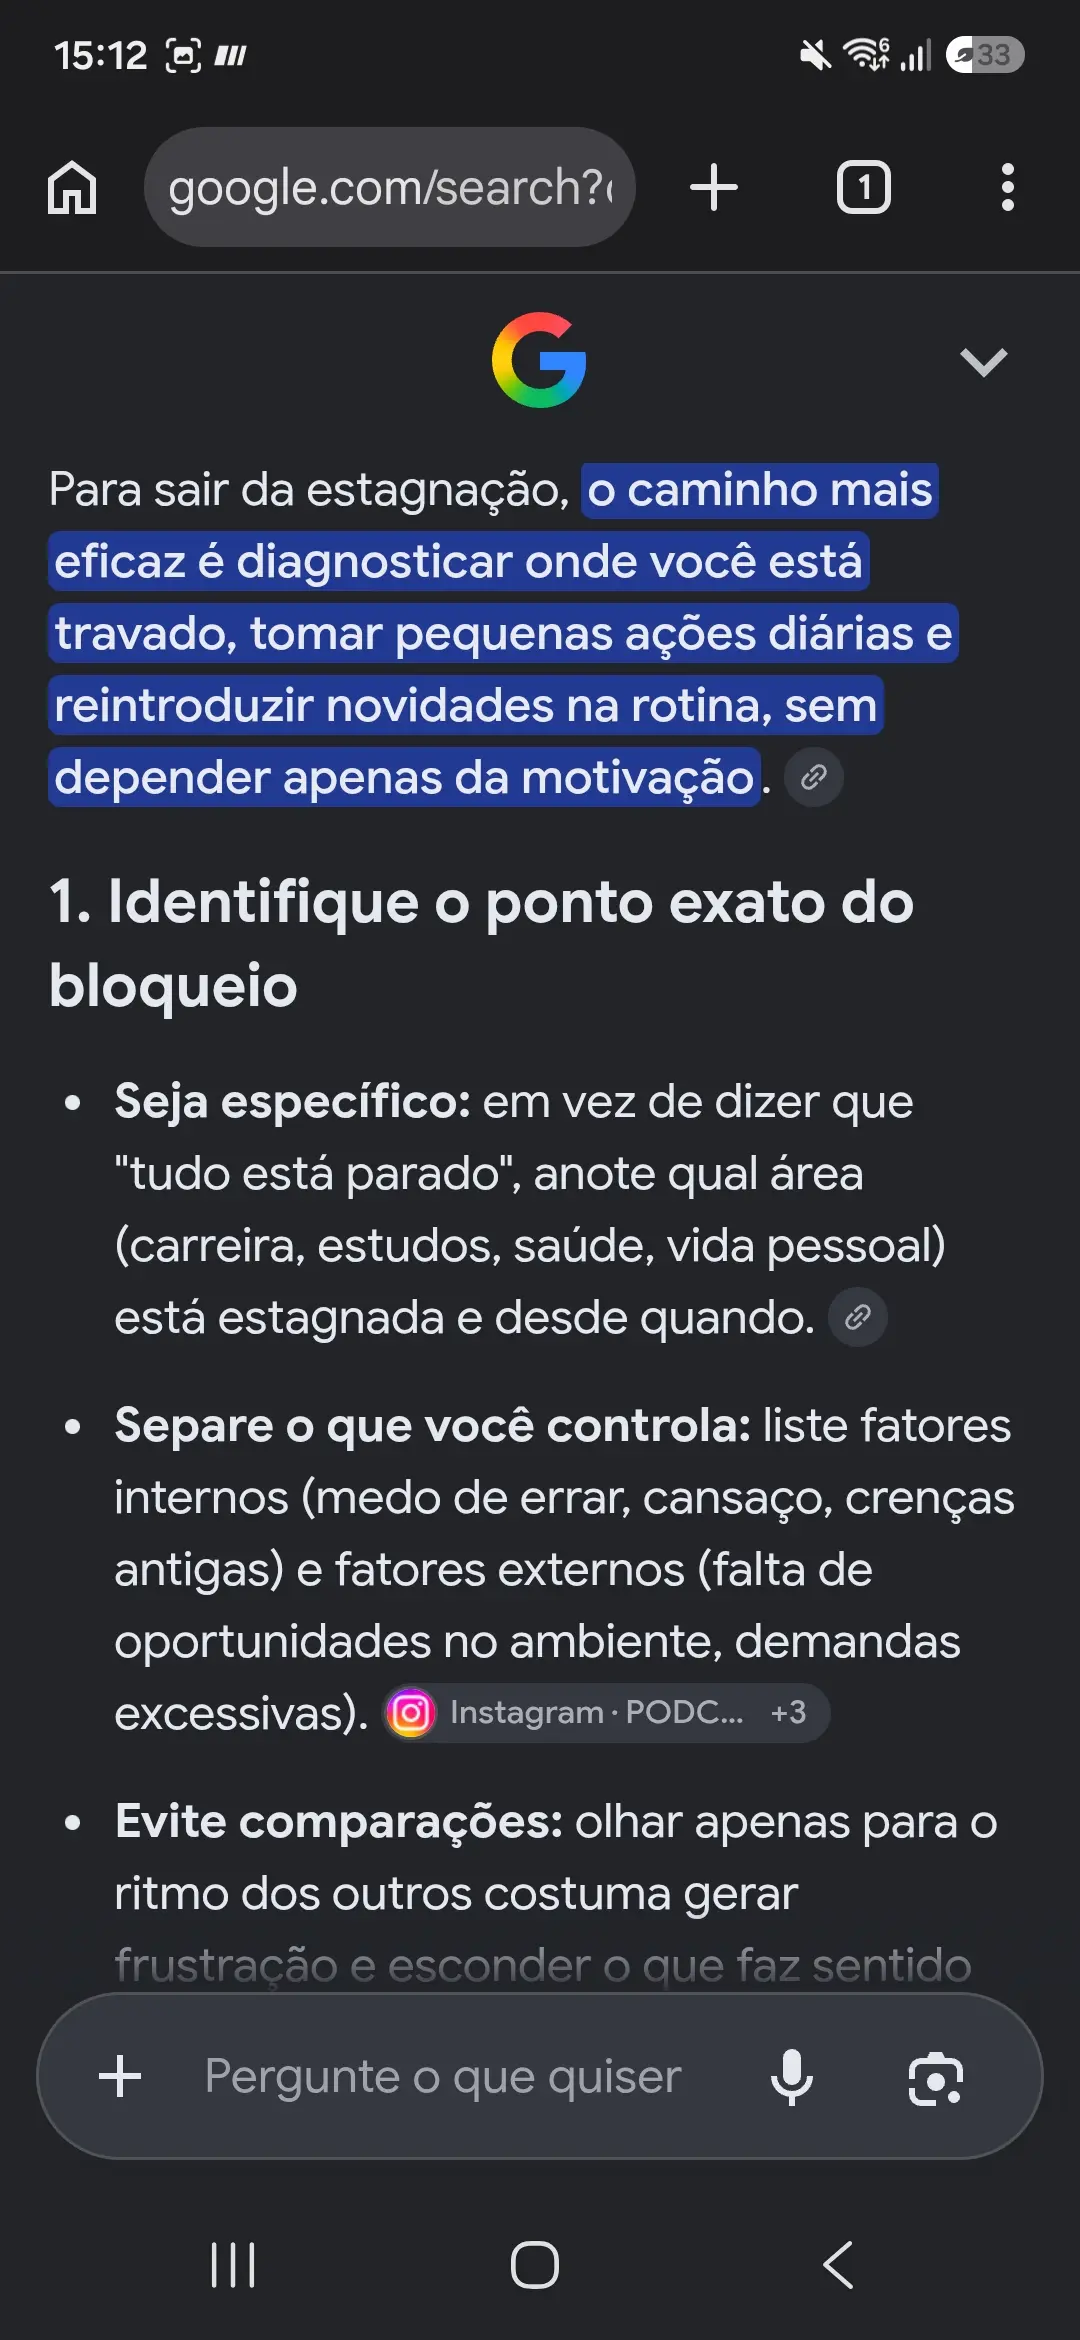 15:12
6
33
google.com/search?
1
Para sair da estagnação, o caminho mais
eficaz é diagnosticar onde você está
travado, tomar pequenas ações diárias e
reintroduzir novidades na rotina, sem
depender apenas da motivação.
1. Identifique o ponto exato do
bloqueio
• Seja específico: em vez de dizer que
"tudo está parado", anote qual área
(carreira, estudos, saúde, vida pessoal)
está estagnada e desde quando.
• Separe o que você controla: liste fatores
internos (medo de errar, cansaço, crenças
antigas) e fatores externos (falta de
oportunidades no ambiente, demandas
excessivas). Instagram · PODC... +3
• Evite comparações: olhar apenas para o
ritmo dos outros costuma gerar
frustração e esconder o que faz sentido
Pergunte o que quiser